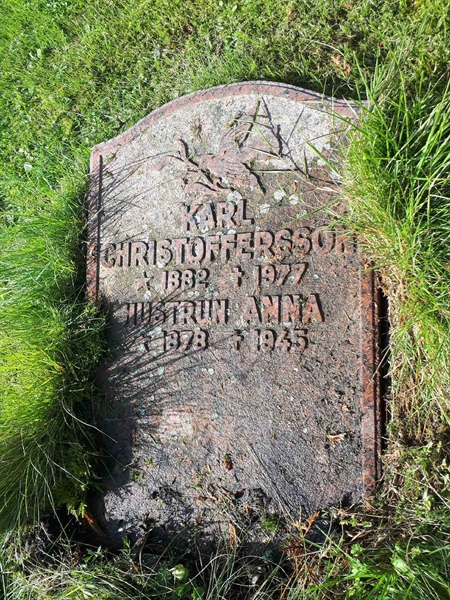 KARL
CHRISTOFFERSSON
* 1882 † 1977
HUSTRUN ANNA
* 1878 † 1945